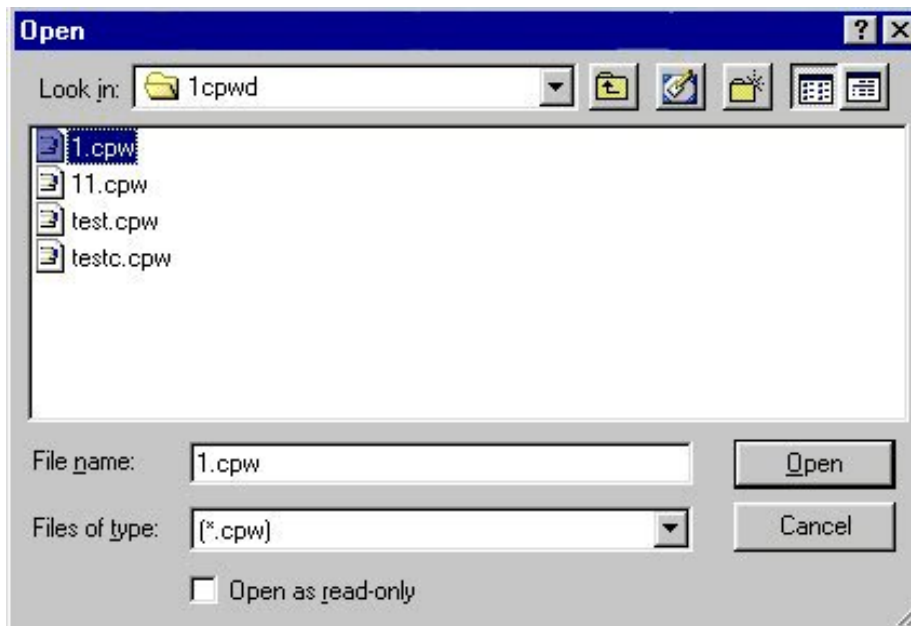 Open
Look in: 1cpwd
1.cpw
11.cpw
test.cpw
testc.cpw
File name: 1.cpw Open
Files of type: (*.cpw) Cancel
Open as read-only